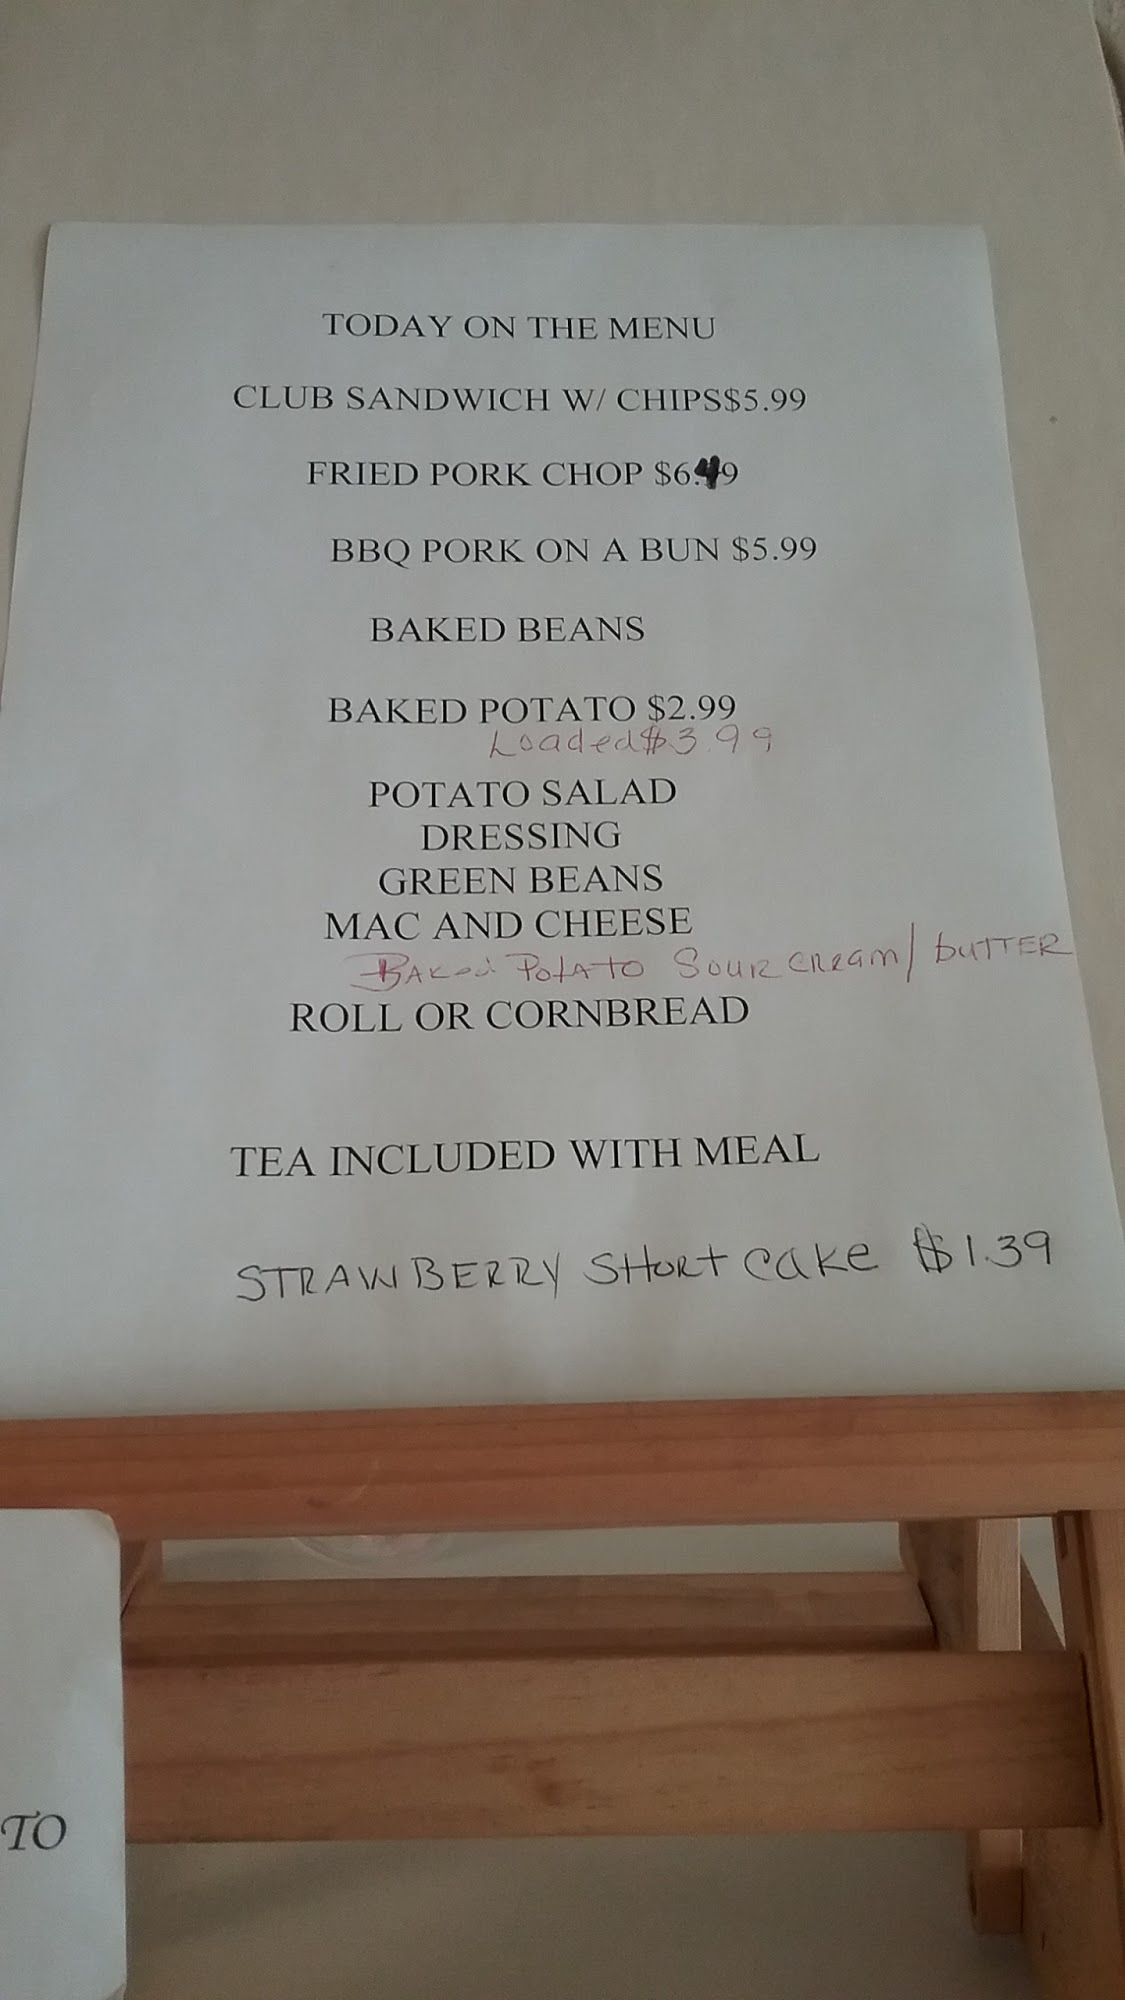 TODAY ON THE MENU
CLUB SANDWICH W/ CHIPS$5.99
FRIED PORK CHOP $6.49
BBQ PORK ON A BUN $5.99
BAKED BEANS
BAKED POTATO $2.99
Loaded $3.99
POTATO SALAD
DRESSING
GREEN BEANS
MAC AND CHEESE
BAKed PotATO SOUR CReam/ buTTER
ROLL OR CORNBREAD
TEA INCLUDED WITH MEAL
STRAWBERRY SHORT CAKe $1.39
TO